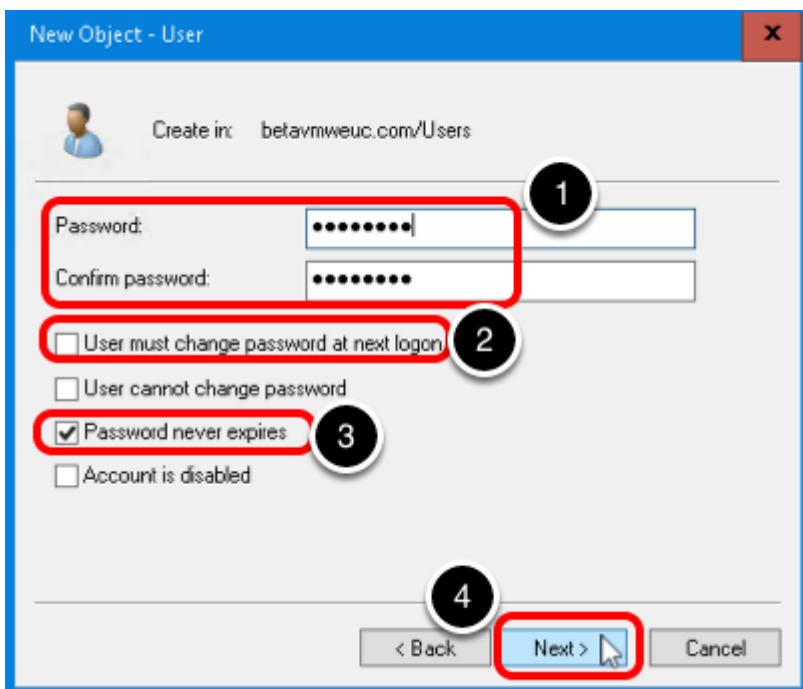 New Object - User
x
Create in: betavmweuc.com/Users
1
Password: ••••••••
Confirm password: ••••••••
User must change password at next logon
2
User cannot change password
Password never expires
3
Account is disabled
4
< Back Next > Cancel